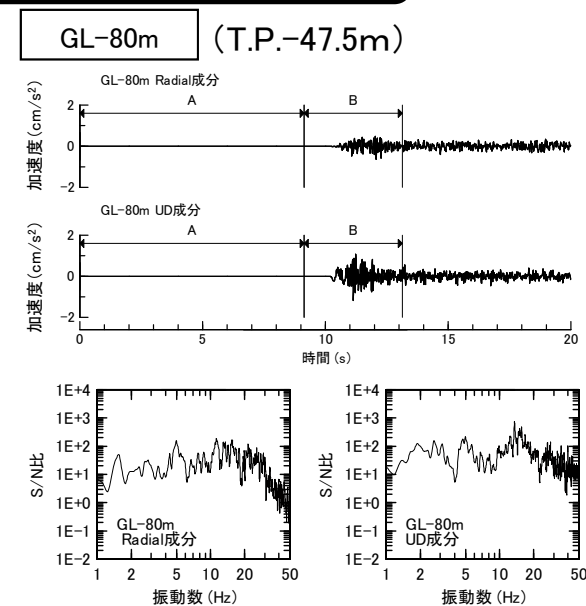 GL-80m (T.P.-47.5m)
GL-80m Radial成分
A B
加速度(cm/s²)
2
0
-2
GL-80m UD成分
A B
加速度(cm/s²)
2
0
-2
0 5 10 15 20
時間(s)
1E+4
1E+3
1E+2
1E+1
1E+0
1E-1
1E-2
S/N比
GL-80m
Radial成分
1 2 5 10 20 50
振動数(Hz)
1E+4
1E+3
1E+2
1E+1
1E+0
1E-1
1E-2
S/N比
GL-80m
UD成分
1 2 5 10 20 50
振動数(Hz)